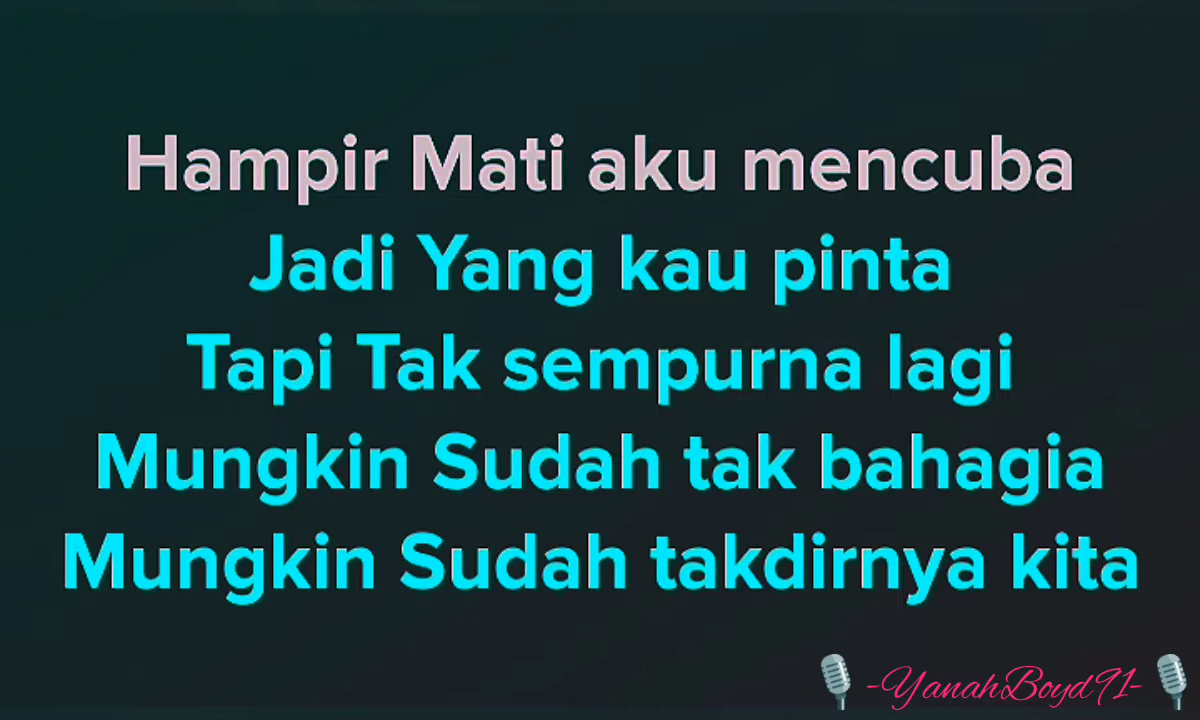 Hampir Mati aku mencuba
Jadi Yang kau pinta
Tapi Tak sempurna lagi
Mungkin Sudah tak bahagia
Mungkin Sudah takdirnya kita
-YanahBoyd91-